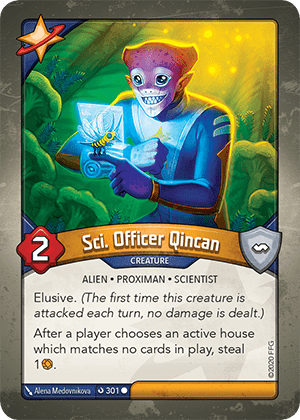 Sci. Officer Qincan
2
CREATURE
ALIEN • PROXIMAN • SCIENTIST
Elusive. (The first time this creature is
attacked each turn, no damage is dealt.)
After a player chooses an active house
which matches no cards in play, steal
1.
Alena Medovnikova
301
©2020 FFG